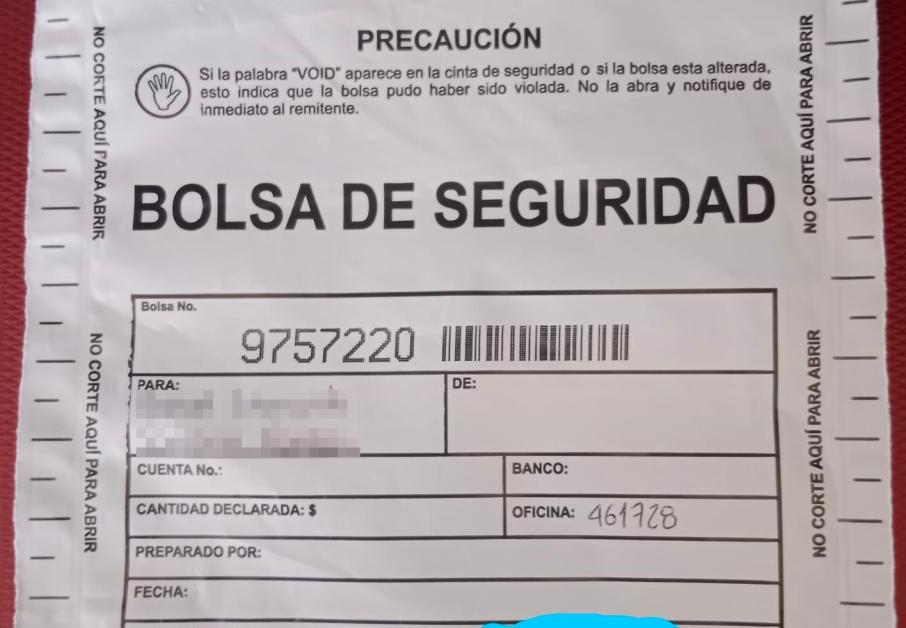 PRECAUCIÓN
Si la palabra "VOID" aparece en la cinta de seguridad o si la bolsa esta alterada,
esto indica que la bolsa pudo haber sido violada. No la abra y notifique de
inmediato al remitente.
NO CORTE AQUÍ PARA ABRIR
NO CORTE AQUÍ PARA ABRIR
BOLSA DE SEGURIDAD
Bolsa No.
9757220
PARA:
DE:
CUENTA No.:
BANCO:
CANTIDAD DECLARADA: $
OFICINA: 461728
PREPARADO POR:
FECHA:
NO CORTE AQUÍ PARA ABRIR
NO CORTE AQUÍ PARA ABRIR